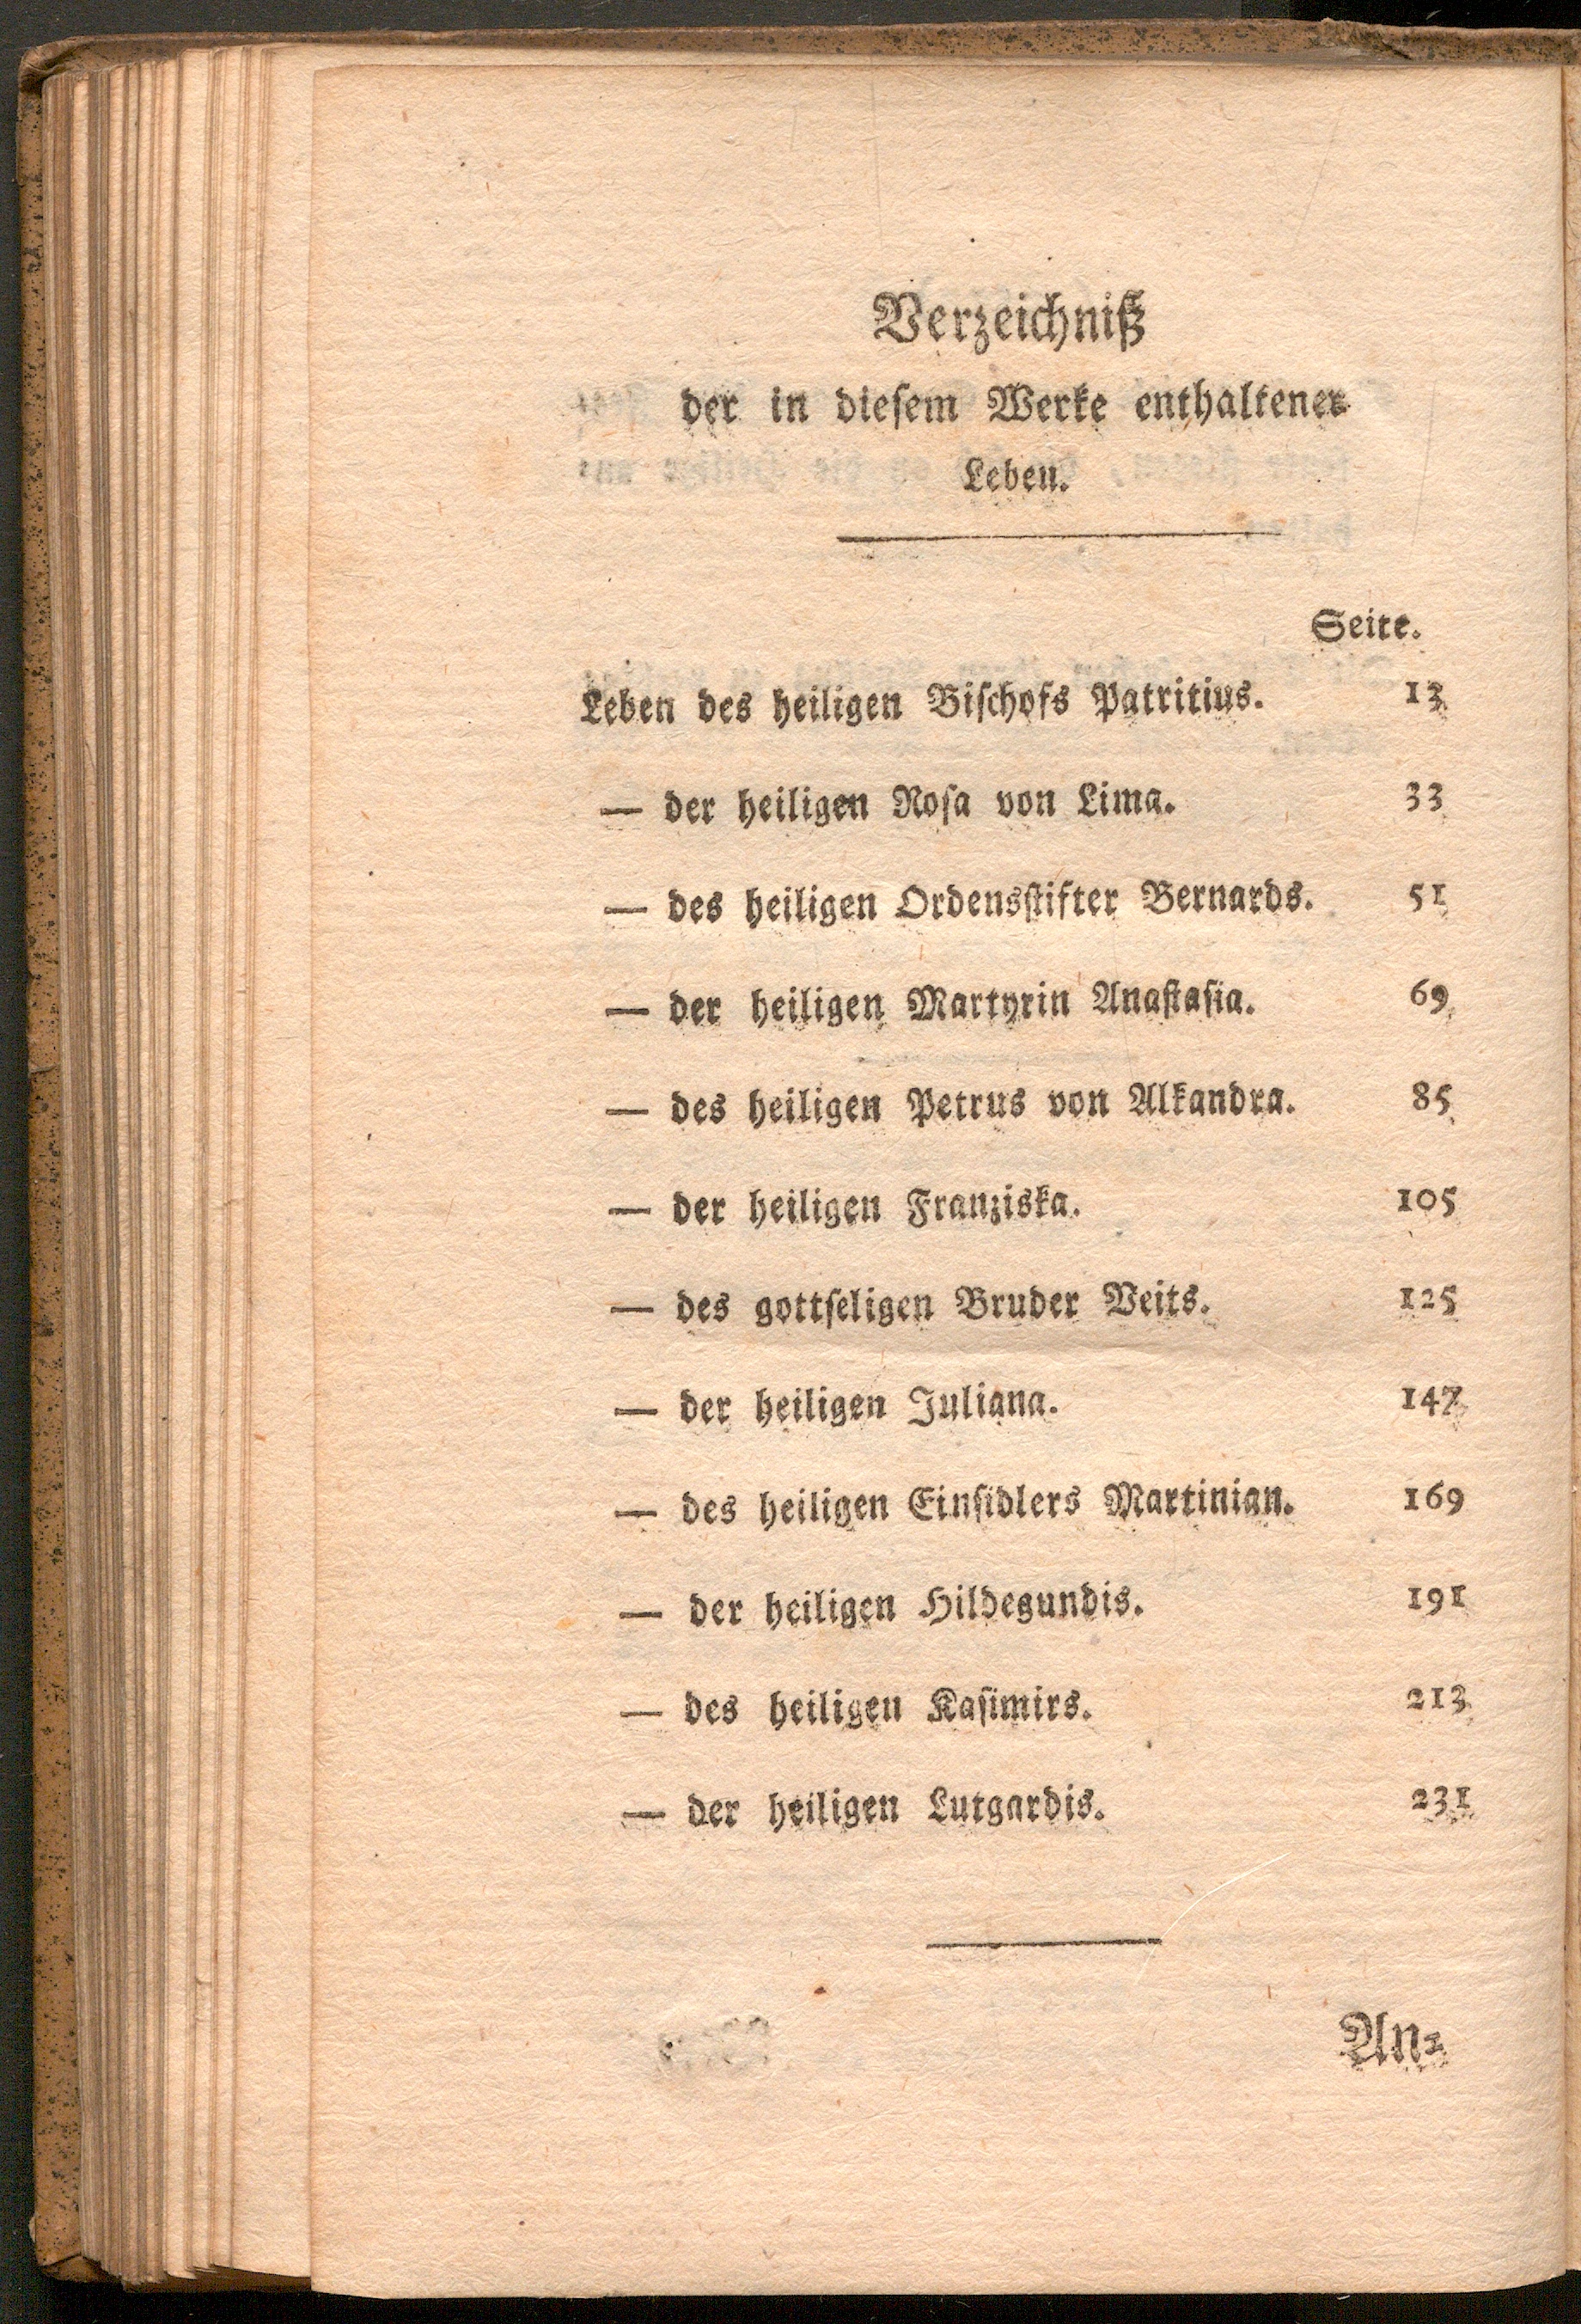 Verzeichniß
der in dieſem Werke enthaltener
Leben.
Seite.
Leben des heiligen Biſchofs Patritius. 13
— der heiligen Roſa von Lima. 33
— des heiligen Ordensſtifter Bernards. 51
— der heiligen Martyrin Anaſtaſia. 69
— des heiligen Petrus von Alkandra. 85
— der heiligen Franziska. 105
— des gottſeligen Bruder Veits. 125
— der heiligen Juliana. 147
— des heiligen Einſidlers Martinian. 169
— der heiligen Hildegundis. 191
— des heiligen Kaſimirs. 213
— der heiligen Lutgardis. 231
An-